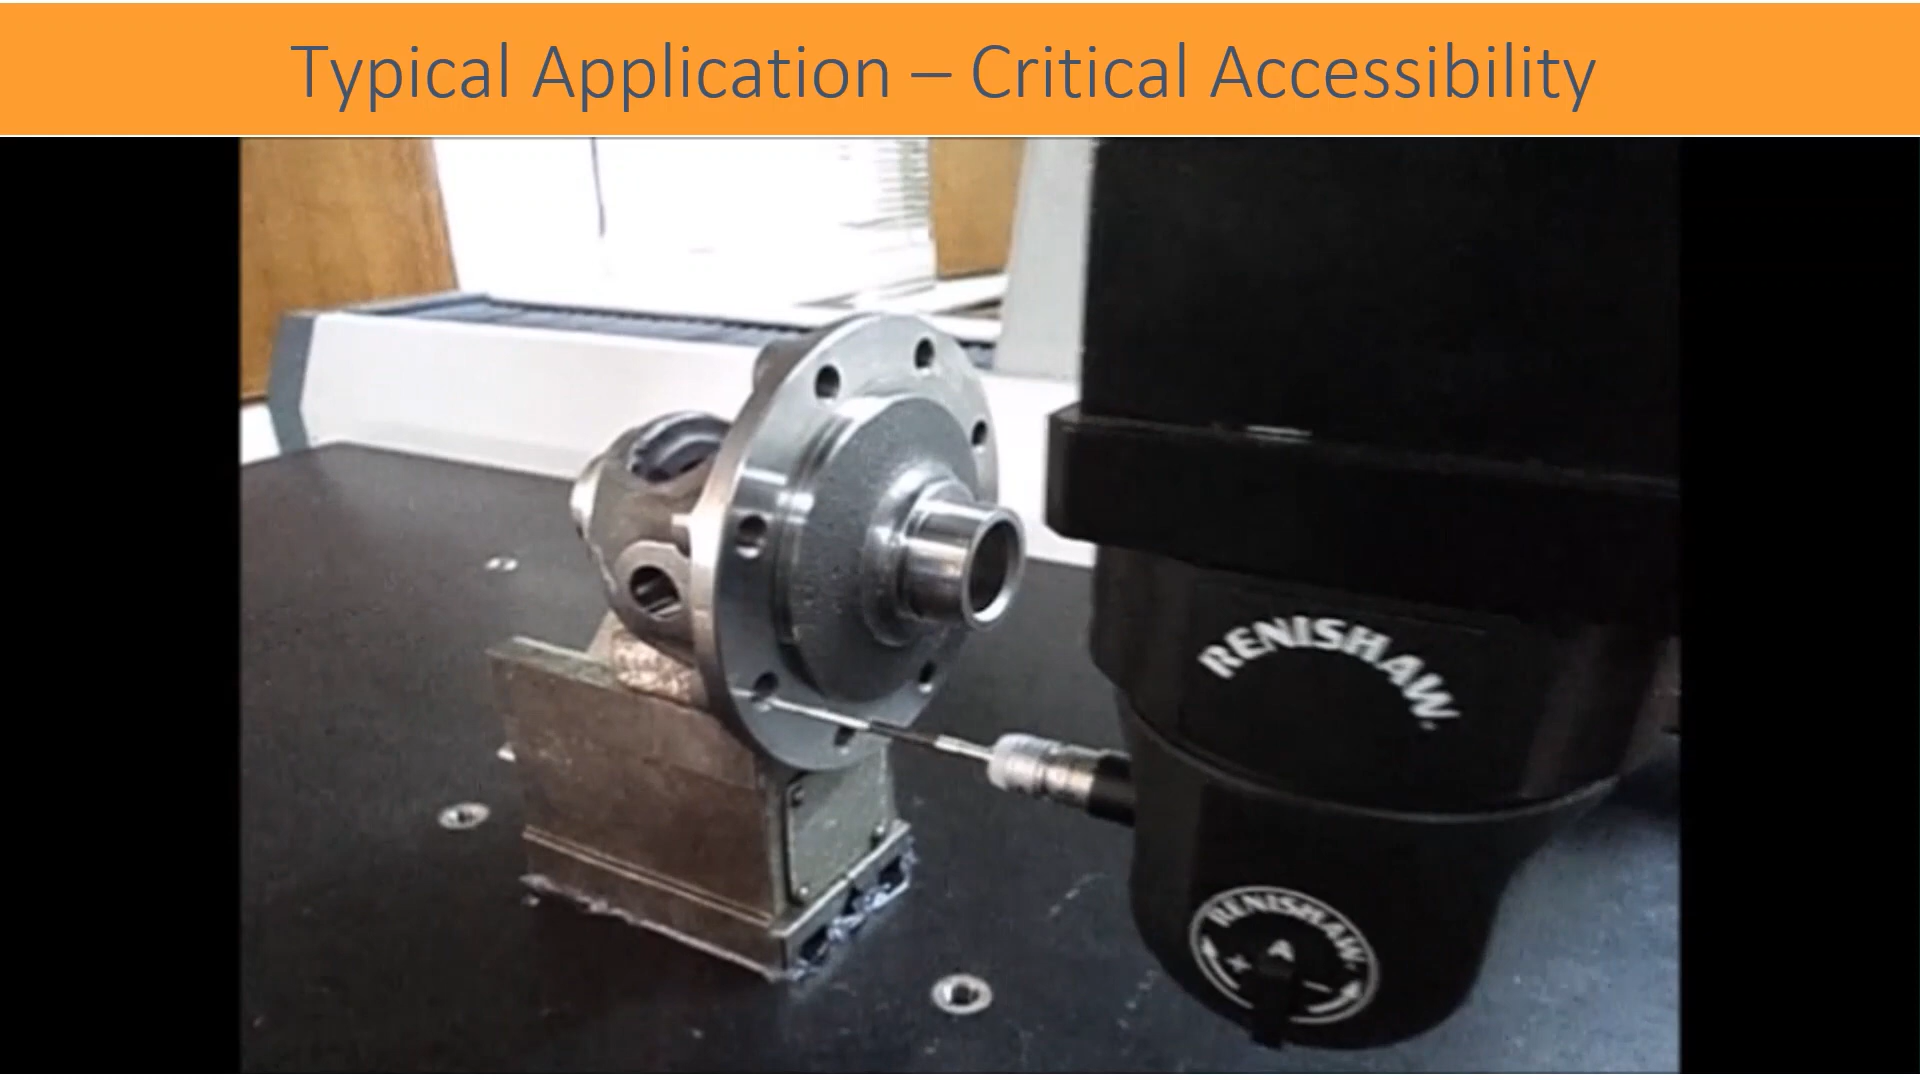 Typical Application – Critical Accessibility
RENISHAW.
RENISHAW.
A
+ –